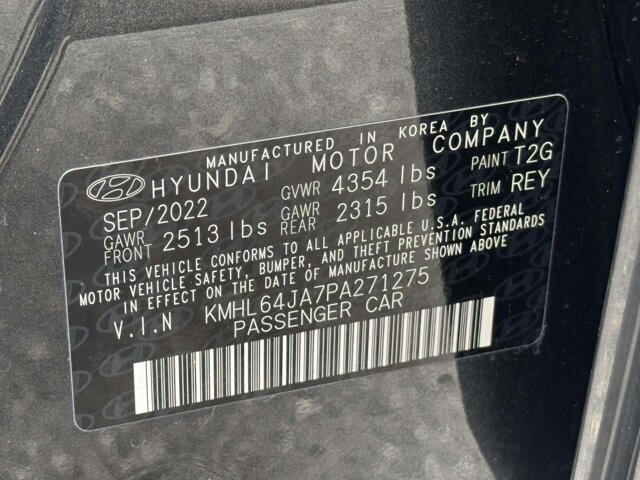 MANUFACTURED IN KOREA BY
HYUNDAI MOTOR COMPANY
SEP/2022 GVWR 4354 lbs PAINT T2G
GAWR FRONT 2513 lbs GAWR REAR 2315 lbs TRIM REY
THIS VEHICLE CONFORMS TO ALL APPLICABLE U.S.A. FEDERAL
MOTOR VEHICLE SAFETY, BUMPER, AND THEFT PREVENTION STANDARDS
IN EFFECT ON THE DATE OF MANUFACTURE SHOWN ABOVE
V.I.N KMHL64JA7PA271275
PASSENGER CAR